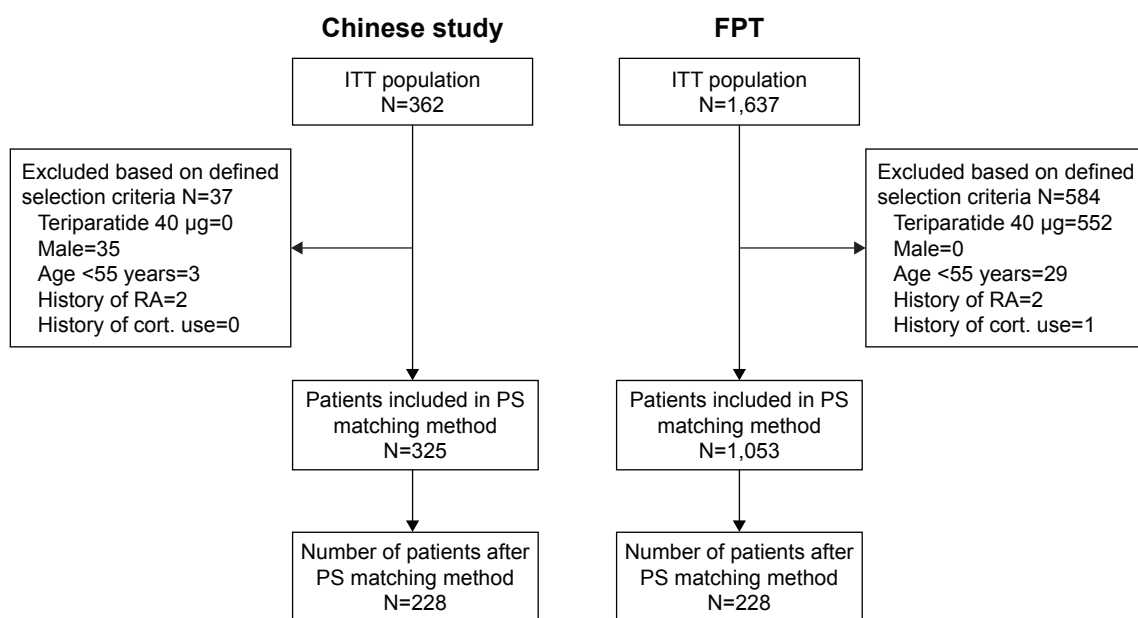 Chinese study
ITT population
N=362
Excluded based on defined
selection criteria N=37
Teriparatide 40 µg=0
Male=35
Age <55 years=3
History of RA=2
History of cort. use=0
Patients included in PS
matching method
N=325
Number of patients after
PS matching method
N=228
FPT
ITT population
N=1,637
Excluded based on defined
selection criteria N=584
Teriparatide 40 µg=552
Male=0
Age <55 years=29
History of RA=2
History of cort. use=1
Patients included in PS
matching method
N=1,053
Number of patients after
PS matching method
N=228